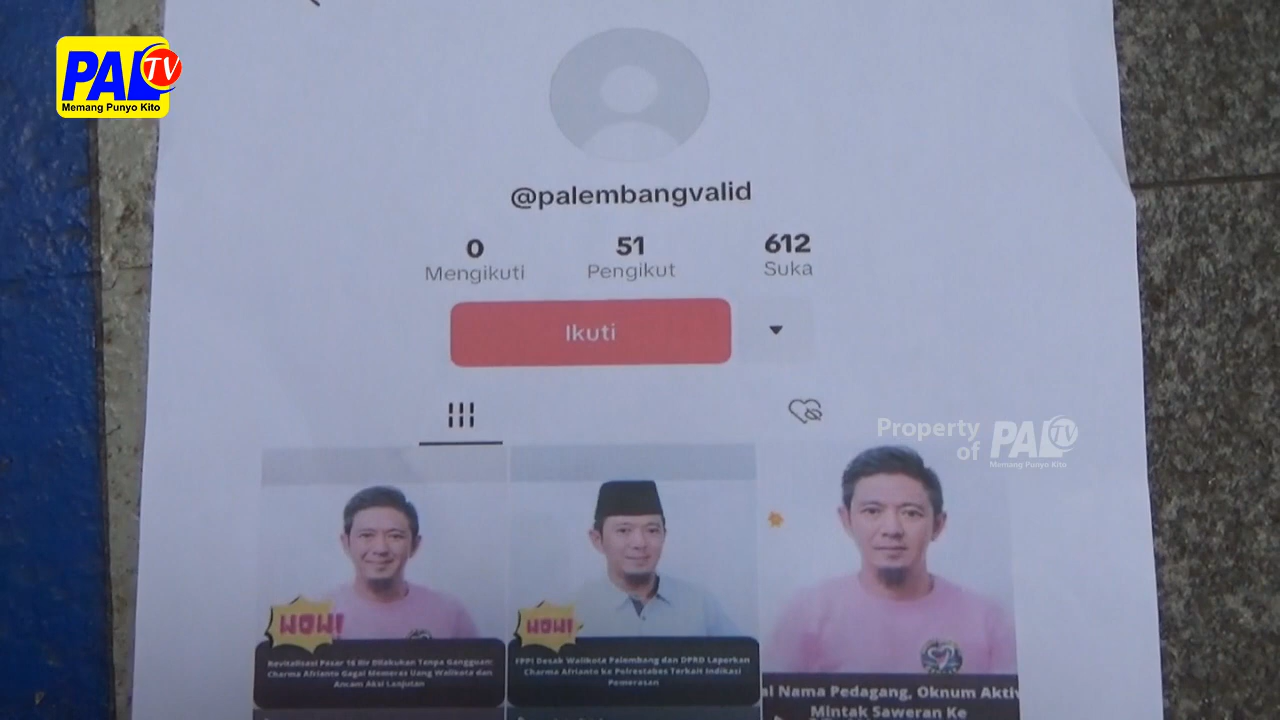 PAL TV
Memang Punyo Kito
@palembangvalid
0 51 612
Mengikuti Pengikut Suka
Ikuti
Property
of PAL TV
Memang Punyo Kito
WOW!
Revitalisasi Pasar 16 Ilir Dilakukan Tanpa Gangguan:
Charma Afrianto Gagal Memeras Uang Walikota dan
Ancam Aksi Lanjutan
WOW!
FPPI Desak Walikota Palembang dan DPRD Laporkan
Charma Afrianto ke Polrestabes Terkait Indikasi
Pemerasan
al Nama Pedagang, Oknum Aktiv
Mintak Saweran Ke